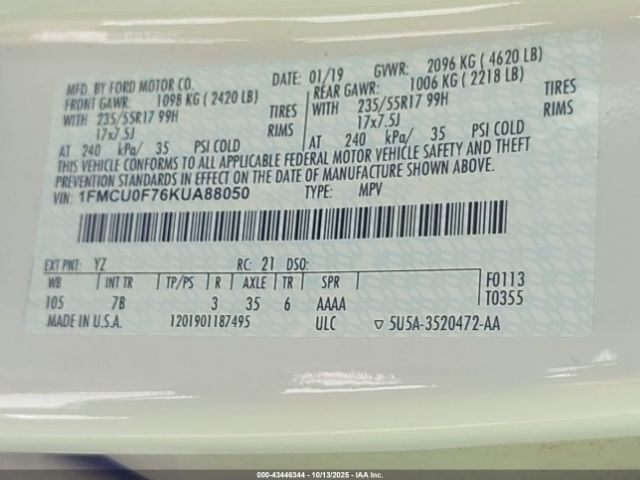 MFD. BY FORD MOTOR CO.
DATE: 01/19
GVWR: 2096 KG ( 4620 LB)
FRONT GAWR: 1098 KG ( 2420 LB)
REAR GAWR: 1006 KG ( 2218 LB)
WITH 235/55R17 99H TIRES
WITH 235/55R17 99H TIRES
17x7.5J RIMS
17x7.5J RIMS
AT 240 kPa/ 35 PSI COLD
AT 240 kPa/ 35 PSI COLD
THIS VEHICLE CONFORMS TO ALL APPLICABLE FEDERAL MOTOR VEHICLE SAFETY AND THEFT
PREVENTION STANDARDS IN EFFECT ON THE DATE OF MANUFACTURE SHOWN ABOVE.
VIN: 1FMCU0F76KUA88050
TYPE: MPV
EXT PNT: YZ RC: 21 DSO:
WB INT TR TP/PS R AXLE TR SPR
105 7B 3 35 6 AAAA
F0113
T0355
MADE IN U.S.A. 1201901187495 ULC ▽ 5U5A-3520472-AA
000-43446344 | 10/13/2025 - IAA Inc.